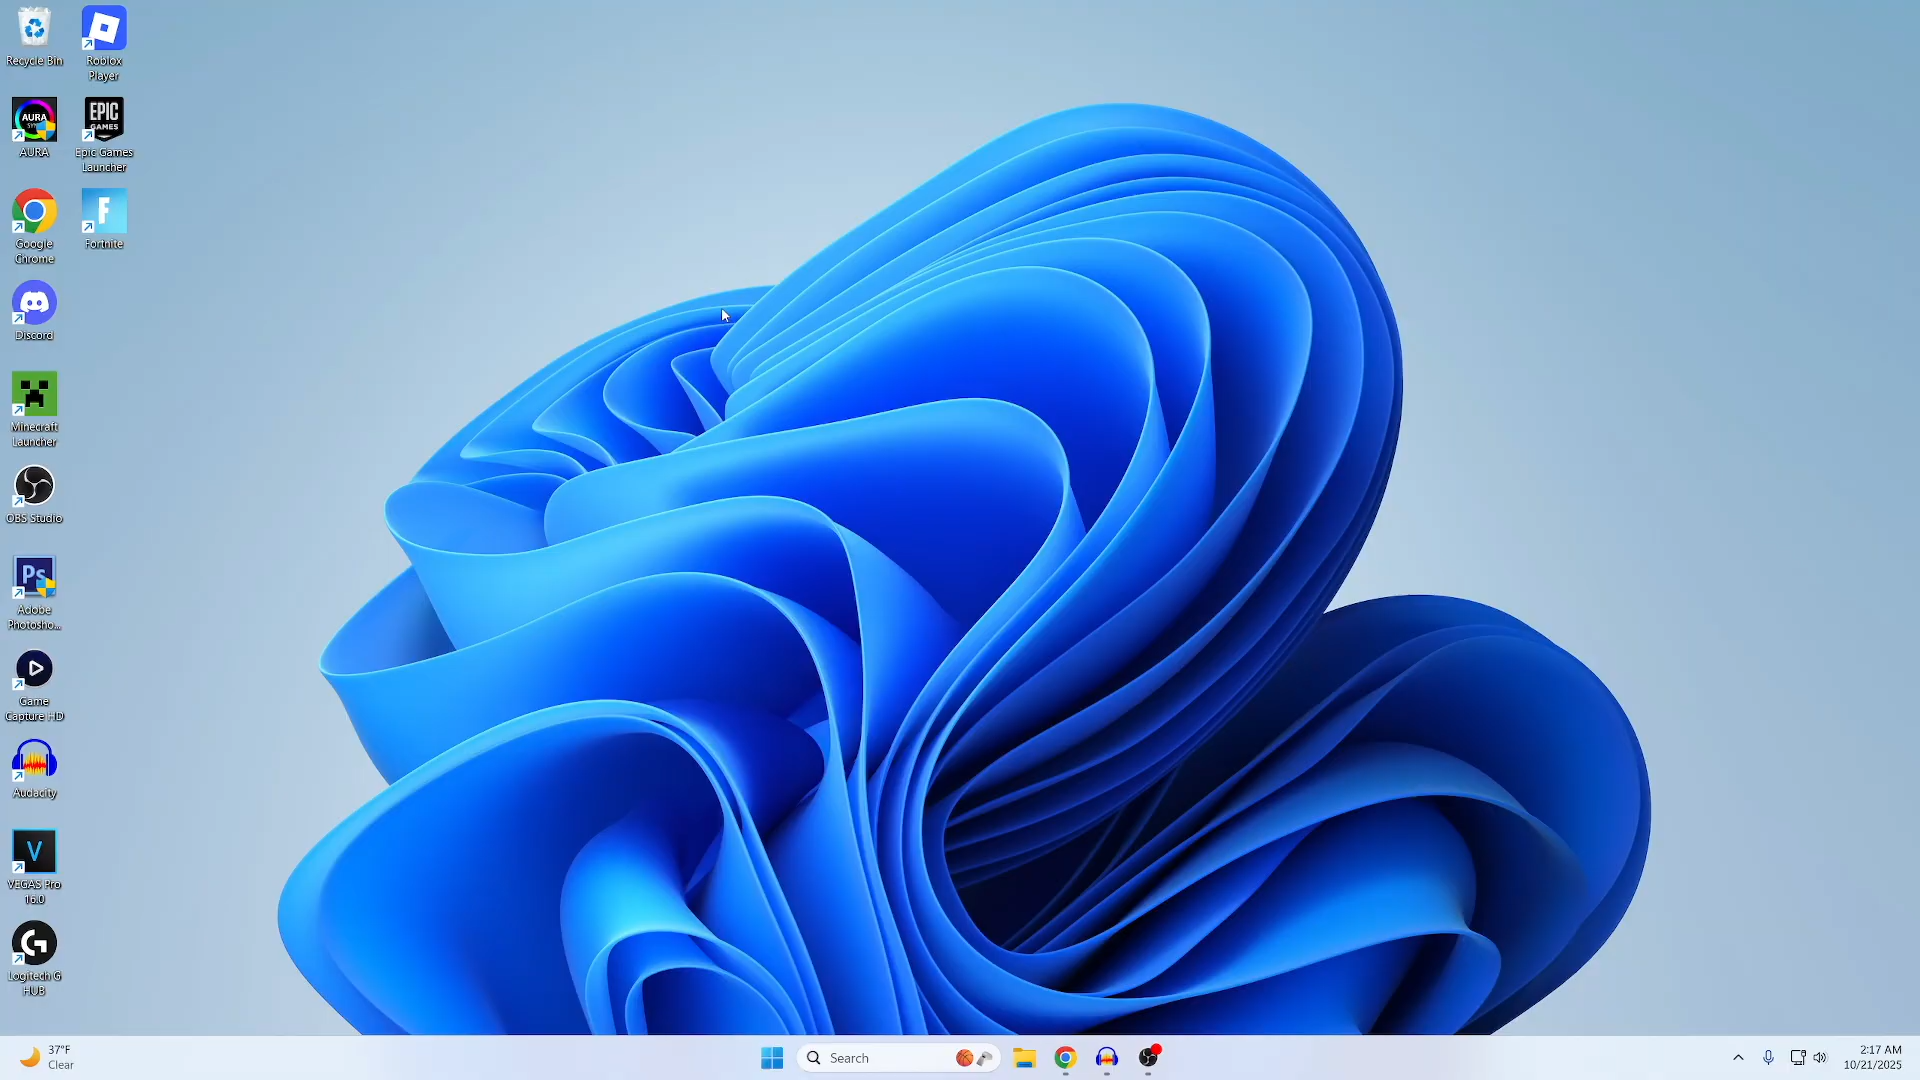 Recycle Bin
Roblox
Player
AURA
SYNC
AURA
EPIC
GAMES
Epic Games
Launcher
Google
Chrome
F
Fortnite
Discord
Minecraft
Launcher
OBS Studio
Ps
Adobe
Photosho...
Game
Capture HD
Audacity
V
VEGAS Pro
16.0
G
Logitech G
HUB
37°F
Clear
Search
2:17 AM
10/21/2025